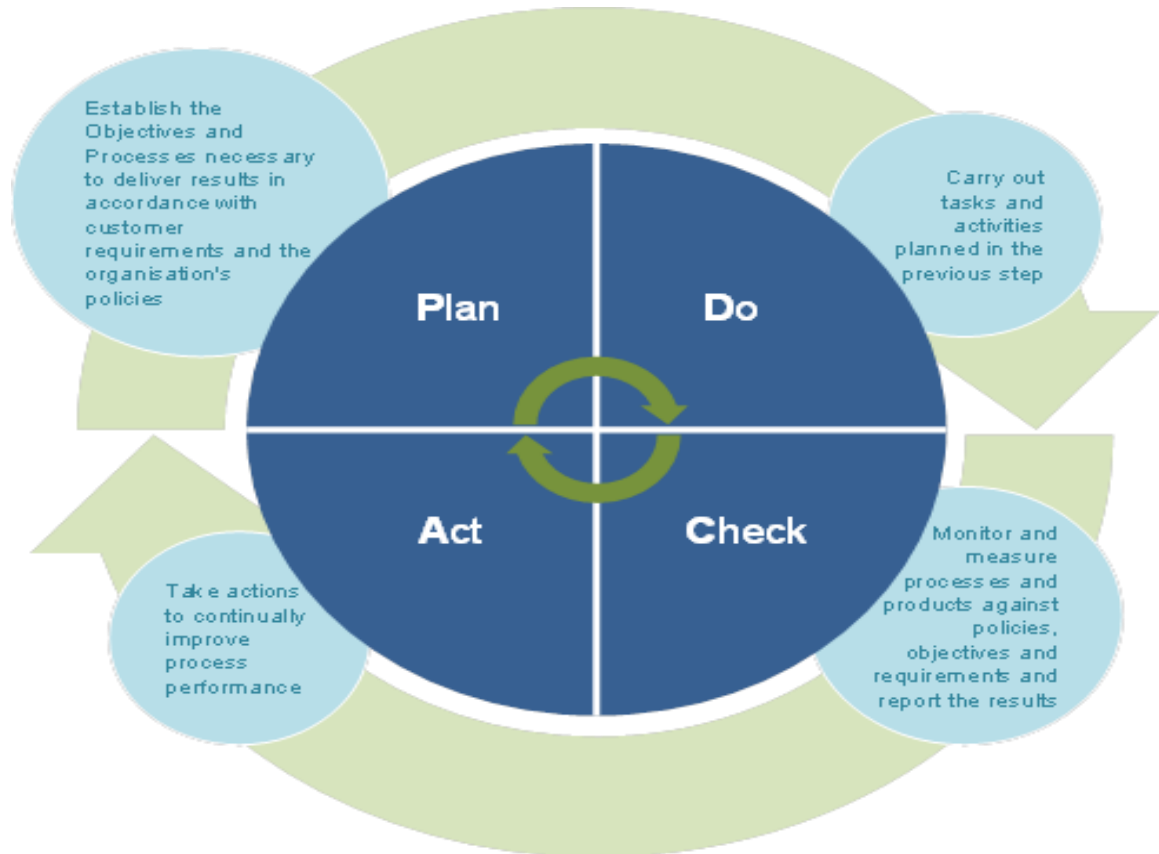 Establish the
Objectives and
Processes necessary
to deliver results in
accordance with
customer
requirements and the
organisation's
policies
Carry out
tasks and
activities
planned in the
previous step
Plan
Do
Act
Check
Take actions
to continually
improve
process
performance
Monitor and
measure
processes and
products against
policies,
objectives and
requirements and
report the results